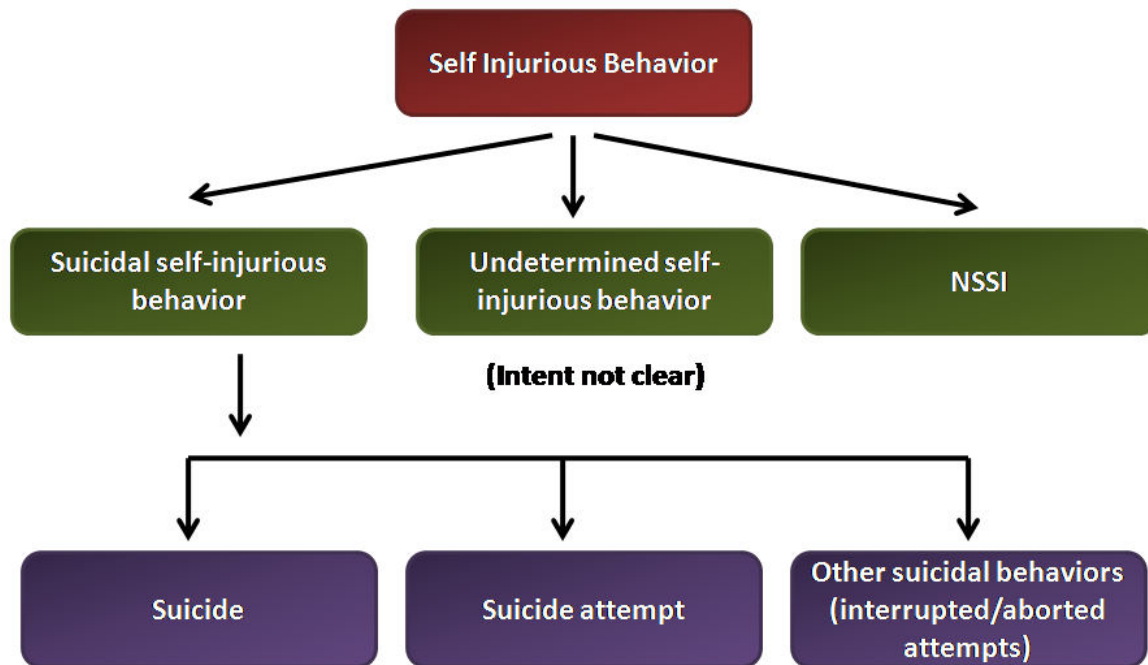 Self Injurious Behavior
Suicidal self-injurious
behavior
Undetermined self-
injurious behavior
NSSI
(Intent not clear)
Suicide
Suicide attempt
Other suicidal behaviors
(interrupted/aborted
attempts)